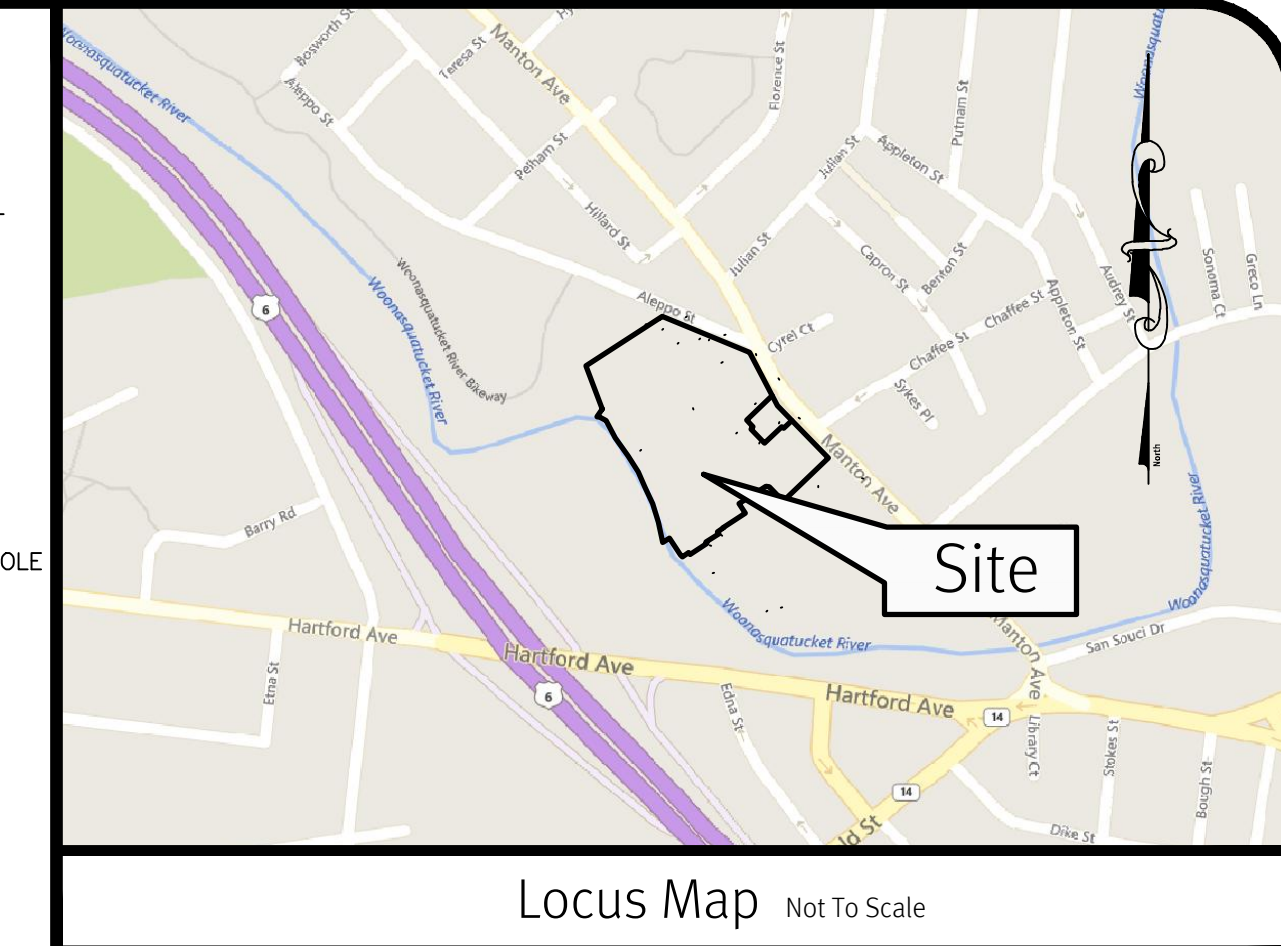 Woonasquatucket River
Bosworth St
Teresa St
Manton Ave
Florence St
Putnam St
Aleppo St
Pelham St
Julian St
Appleton St
Hillard St
Julian St
Capron St
Benton St
Audrey St
Sonoma Ct
Greco Ln
6
Woonasquatucket River
Woonasquatucket River Bikeway
Aleppo St
Cyrel Ct
Chaffee St
Chaffee St
Appleton St
Sykes Pl
North
Manton Ave
Woonasquatucket River
Barry Rd
OLE
Site
Hartford Ave
Hartford Ave
Woonasquatucket River
Manton Ave
San Souci Dr
Etna St
6
Edna St
Hartford Ave
14
Library Ct
Stokes St
Bough St
14
ld St
Dike St
Locus Map Not To Scale